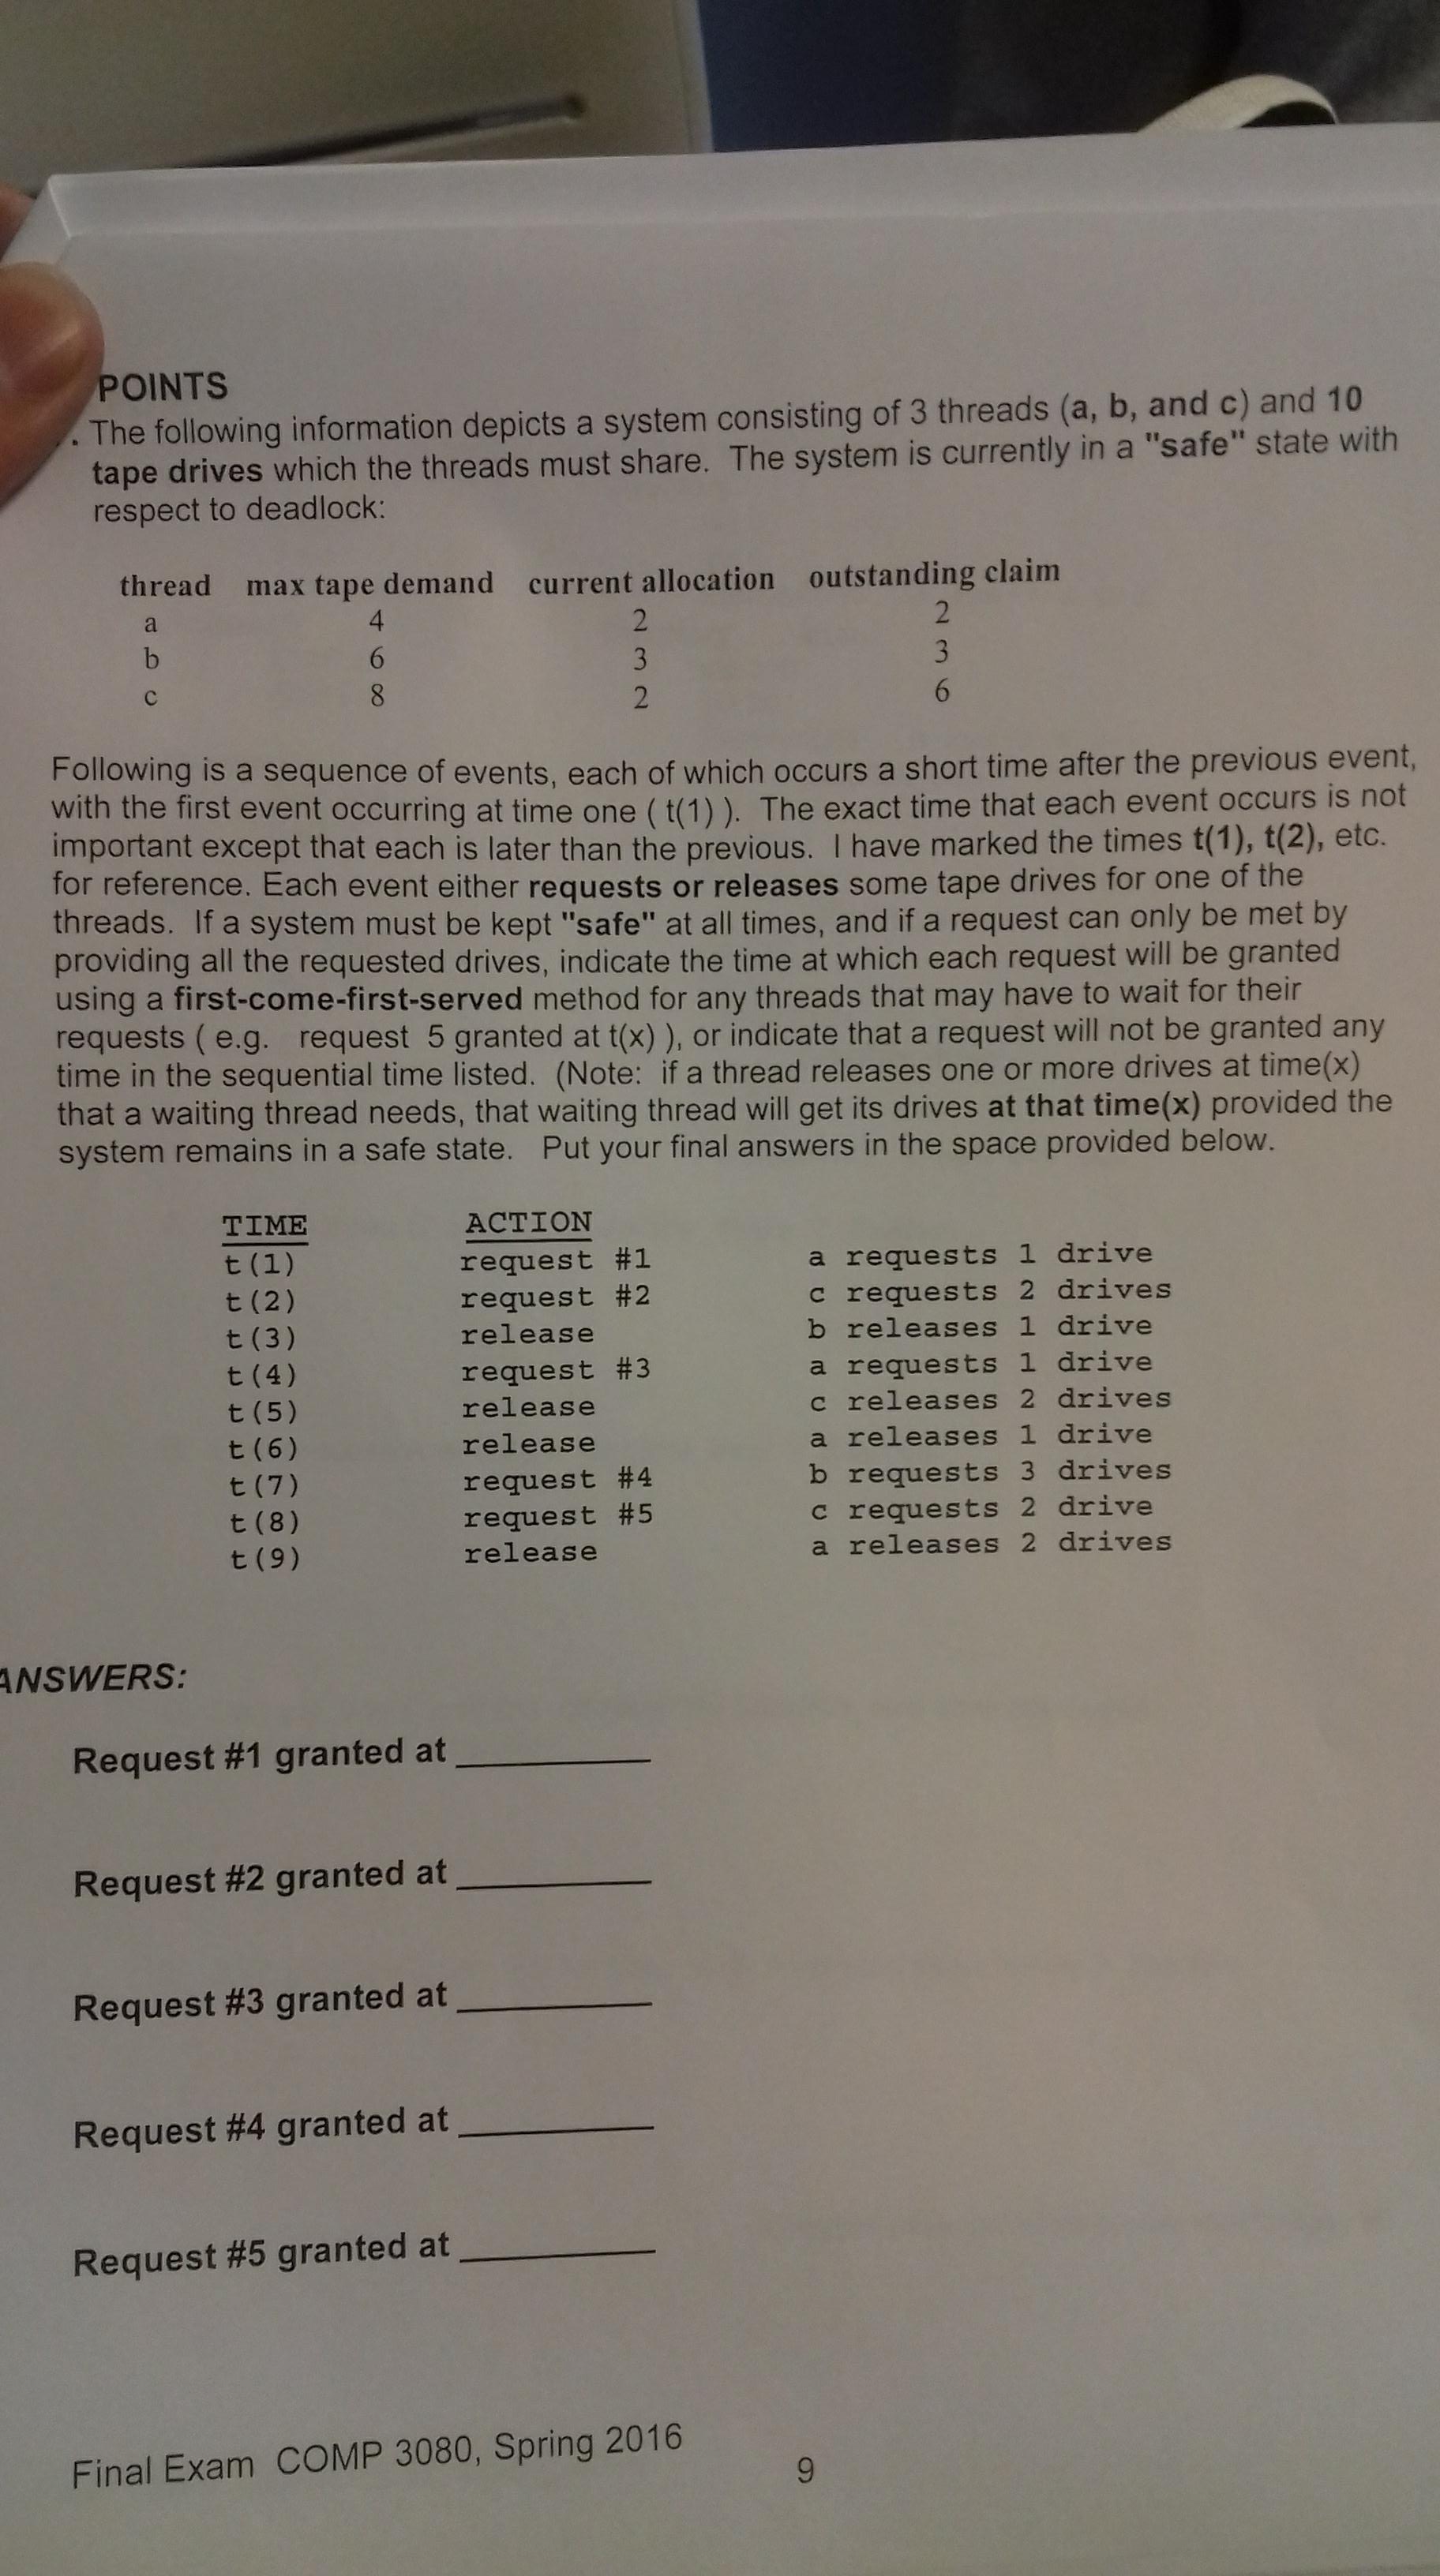 POINTS
. The following information depicts a system consisting of 3 threads (a, b, and c) and 10
tape drives which the threads must share. The system is currently in a "safe" state with
respect to deadlock:
thread max tape demand current allocation outstanding claim
a 4 2 2
b 6 3 3
c 8 2 6
Following is a sequence of events, each of which occurs a short time after the previous event,
with the first event occurring at time one ( t(1) ). The exact time that each event occurs is not
important except that each is later than the previous. I have marked the times t(1), t(2), etc.
for reference. Each event either requests or releases some tape drives for one of the
threads. If a system must be kept "safe" at all times, and if a request can only be met by
providing all the requested drives, indicate the time at which each request will be granted
using a first-come-first-served method for any threads that may have to wait for their
requests ( e.g. request 5 granted at t(x) ), or indicate that a request will not be granted any
time in the sequential time listed. (Note: if a thread releases one or more drives at time(x)
that a waiting thread needs, that waiting thread will get its drives at that time(x) provided the
system remains in a safe state. Put your final answers in the space provided below.
TIME ACTION
t(1) request #1 a requests 1 drive
t(2) request #2 c requests 2 drives
t(3) release b releases 1 drive
t(4) request #3 a requests 1 drive
t(5) release c releases 2 drives
t(6) release a releases 1 drive
t(7) request #4 b requests 3 drives
t(8) request #5 c requests 2 drive
t(9) release a releases 2 drives
ANSWERS:
Request #1 granted at
Request #2 granted at
Request #3 granted at
Request #4 granted at
Request #5 granted at
Final Exam COMP 3080, Spring 2016
9